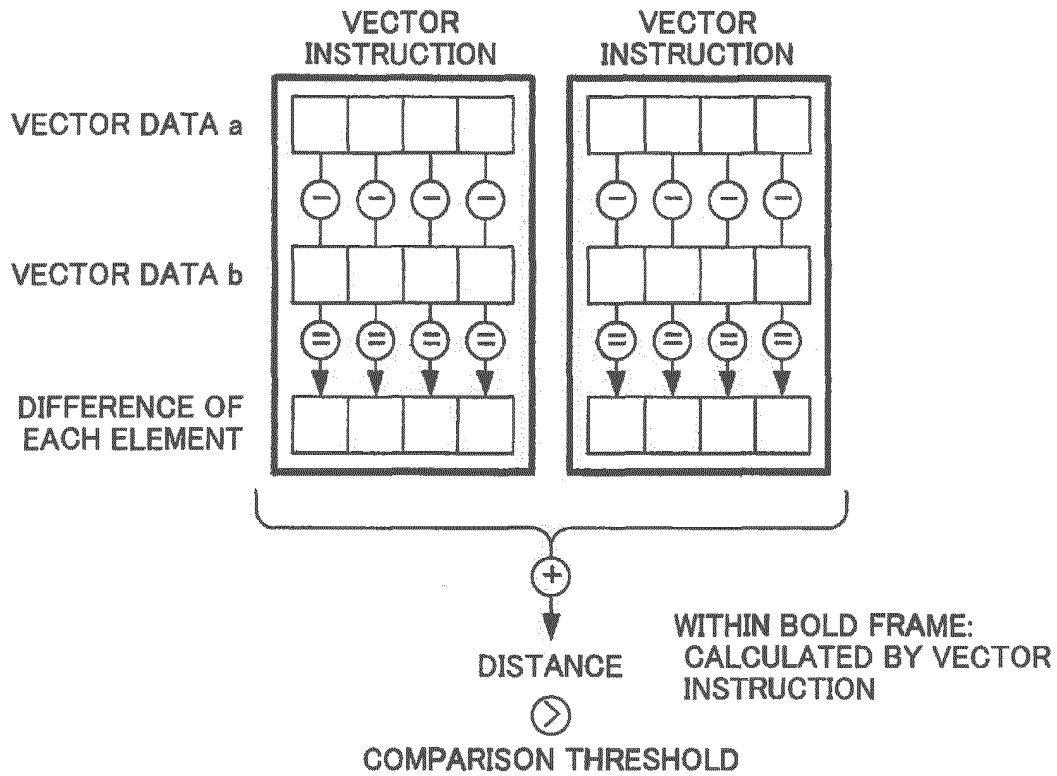 VECTOR
INSTRUCTION
VECTOR
INSTRUCTION
VECTOR DATA a
− − − −
− − − −
VECTOR DATA b
= = = =
= = = =
DIFFERENCE OF
EACH ELEMENT
+
DISTANCE
WITHIN BOLD FRAME:
CALCULATED BY VECTOR
INSTRUCTION
>
COMPARISON THRESHOLD